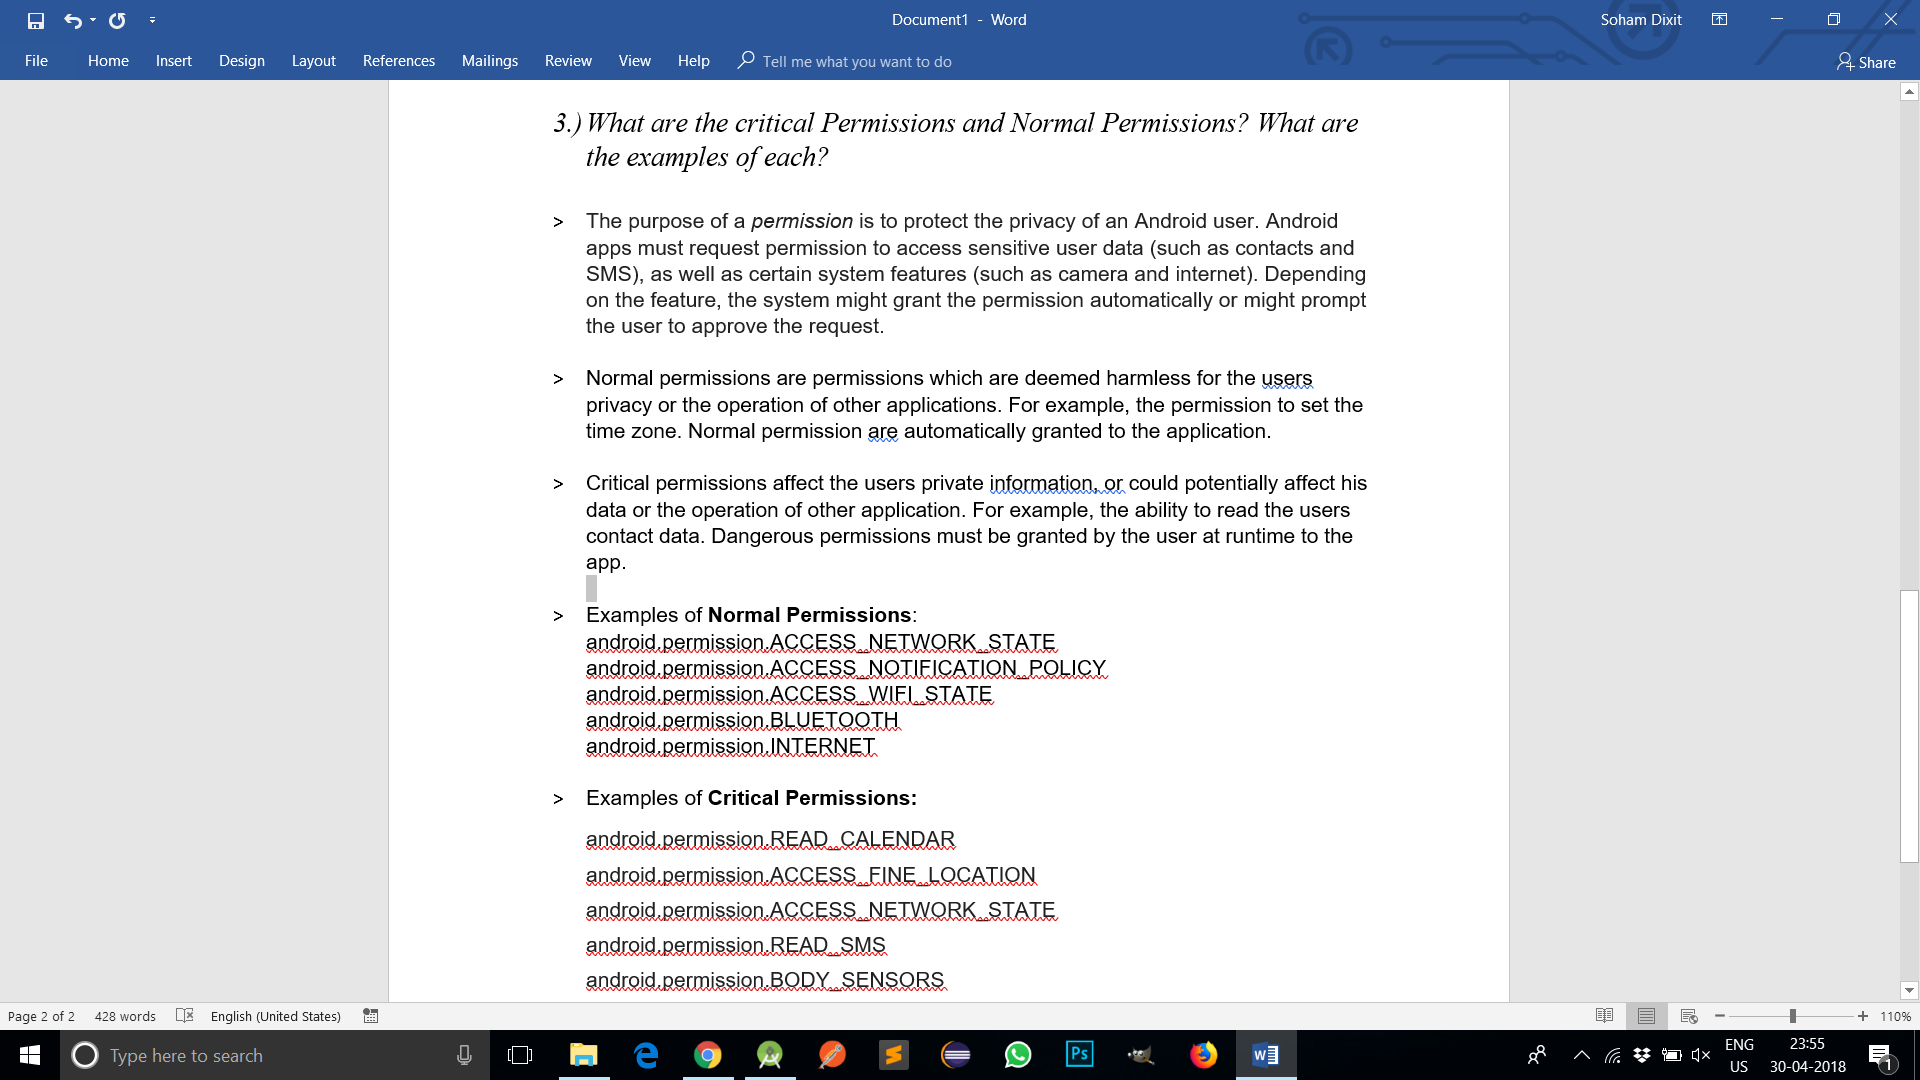 Document1 - Word
Soham Dixit
File Home Insert Design Layout References Mailings Review View Help Tell me what you want to do Share
3.) What are the critical Permissions and Normal Permissions? What are
the examples of each?
> The purpose of a permission is to protect the privacy of an Android user. Android
apps must request permission to access sensitive user data (such as contacts and
SMS), as well as certain system features (such as camera and internet). Depending
on the feature, the system might grant the permission automatically or might prompt
the user to approve the request.
> Normal permissions are permissions which are deemed harmless for the users
privacy or the operation of other applications. For example, the permission to set the
time zone. Normal permission are automatically granted to the application.
> Critical permissions affect the users private information, or could potentially affect his
data or the operation of other application. For example, the ability to read the users
contact data. Dangerous permissions must be granted by the user at runtime to the
app.
> Examples of Normal Permissions:
android.permission.ACCESS_NETWORK_STATE
android.permission.ACCESS_NOTIFICATION_POLICY
android.permission.ACCESS_WIFI_STATE
android.permission.BLUETOOTH
android.permission.INTERNET
> Examples of Critical Permissions:
android.permission.READ_CALENDAR
android.permission.ACCESS_FINE_LOCATION
android.permission.ACCESS_NETWORK_STATE
android.permission.READ_SMS
android.permission.BODY_SENSORS
Page 2 of 2 428 words English (United States) 110%
Type here to search
Ps
ENG
US
23:55
30-04-2018
1